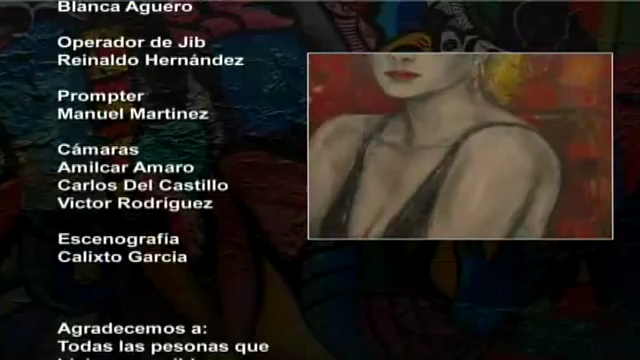 Blanca Aguero
Operador de Jib
Reinaldo Hernández
Prompter
Manuel Martinez
Cámaras
Amilcar Amaro
Carlos Del Castillo
Victor Rodríguez
Escenografía
Calixto Garcia
Agradecemos a:
Todas las pesonas que